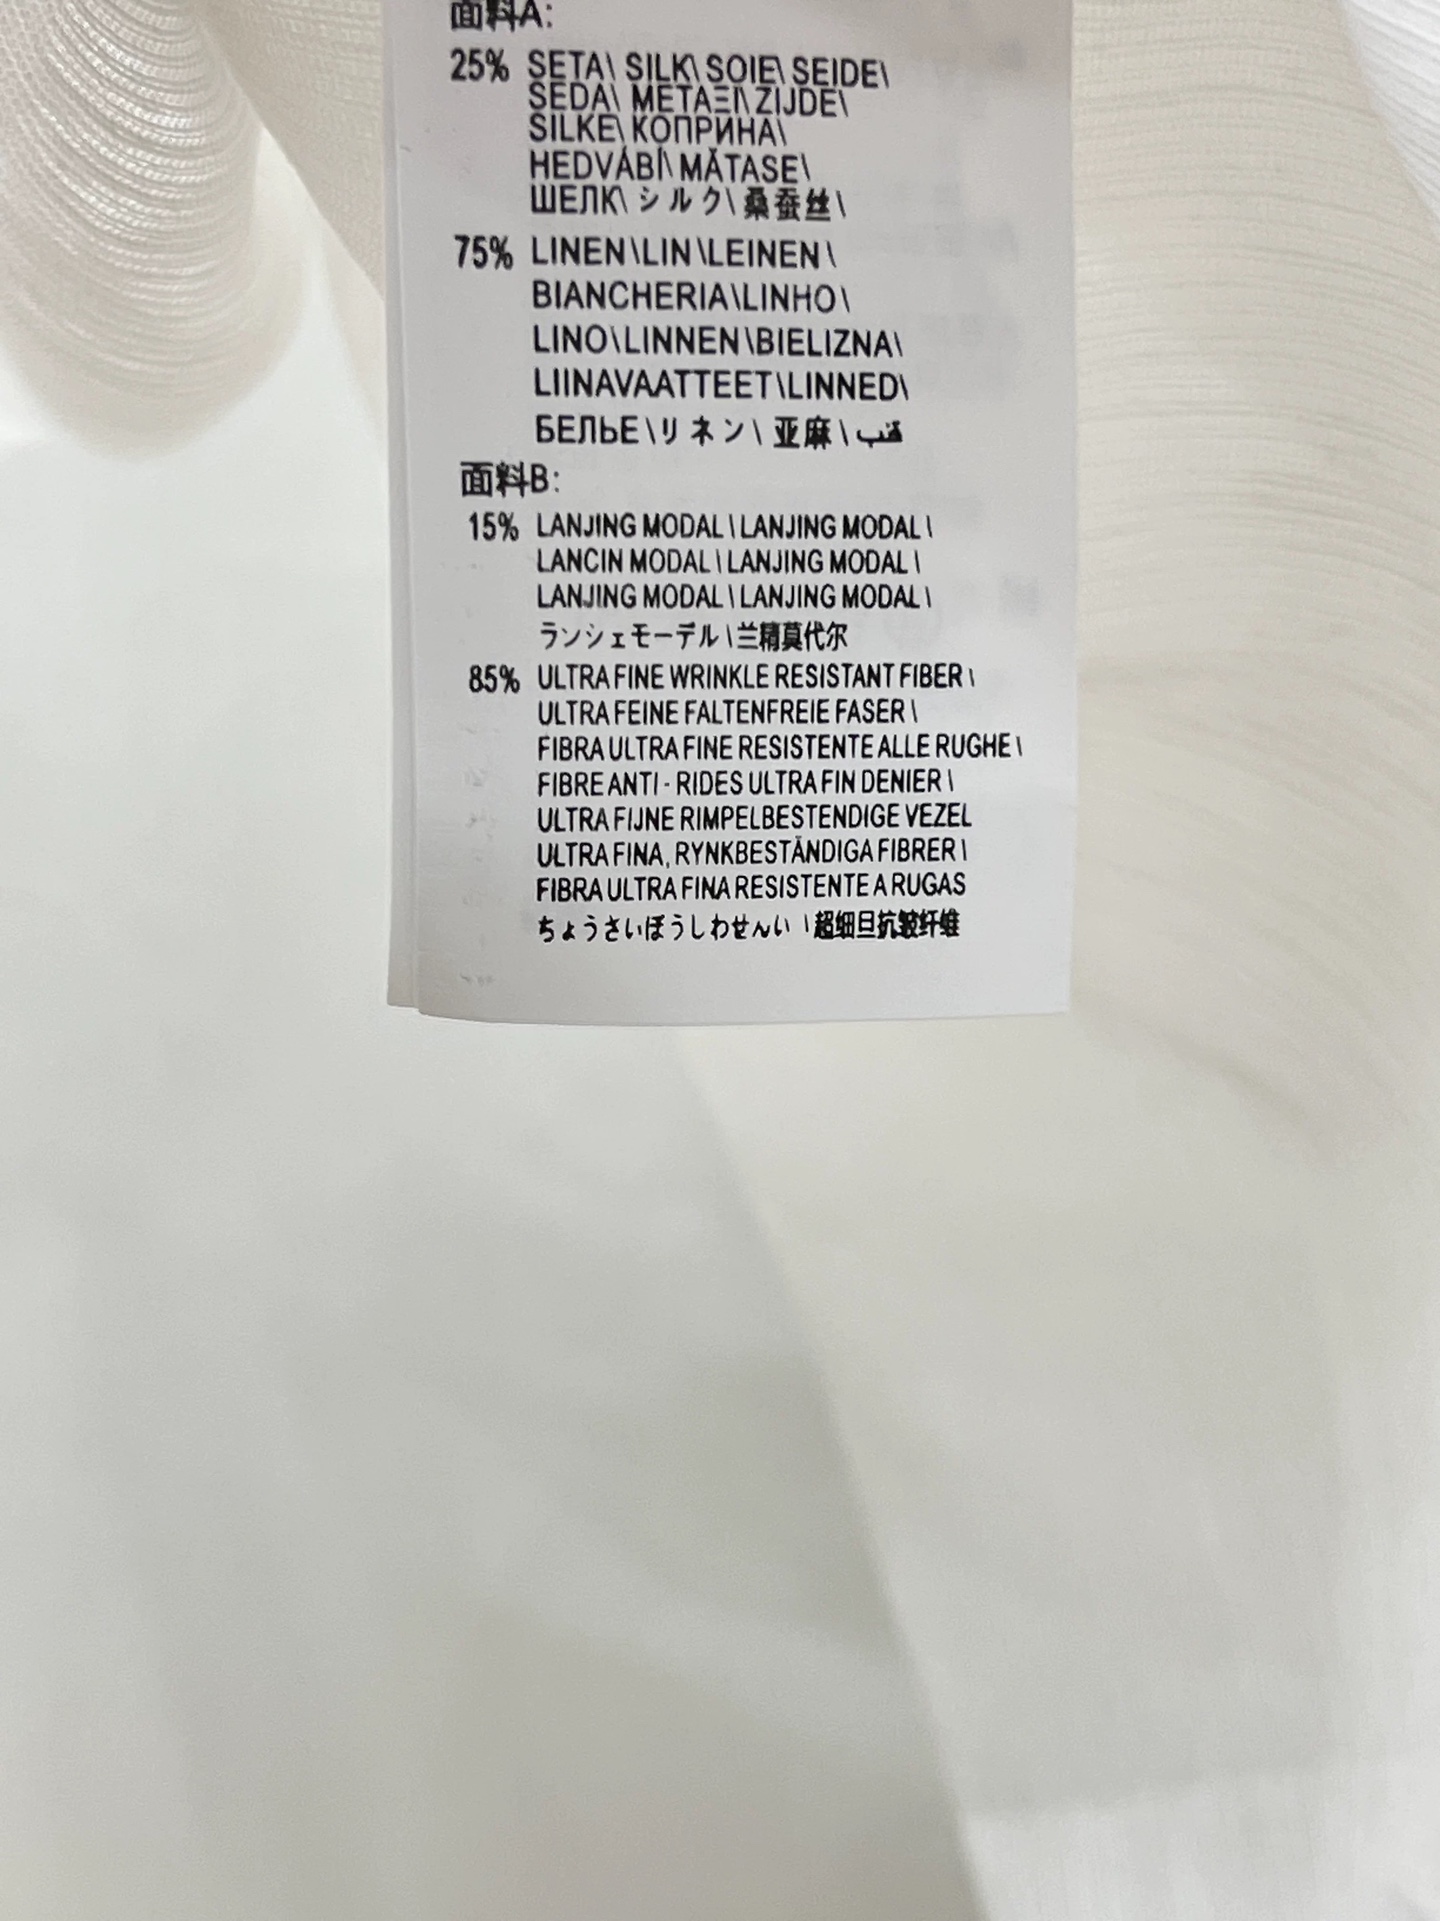 面料A:
25% SETA\ SILK\ SOIE\ SEIDE\
SEDA\ ΜΕΤΑΞΙ\ ZIJDE\
SILKE\ КОПРИНА\
HEDVÁBÍ\ MĂTASE\
ШЕЛК\ シルク\ 桑蚕丝\
75% LINEN\LIN\LEINEN\
BIANCHERIA\LINHO\
LINO\LINNEN\BIELIZNA\
LIINAVAATTEET\LINNED\
БЕЛЬЕ\リネン\亚麻\
面料B:
15% LANJING MODAL\LANJING MODAL\
LANCIN MODAL\LANJING MODAL\
LANJING MODAL\LANJING MODAL\
ランシェモーデル\兰精莫代尔
85% ULTRA FINE WRINKLE RESISTANT FIBER\
ULTRA FEINE FALTENFREIE FASER\
FIBRA ULTRA FINE RESISTENTE ALLE RUGHE\
FIBRE ANTI-RIDES ULTRA FIN DENIER\
ULTRA FIJNE RIMPELBESTENDIGE VEZEL
ULTRA FINA, RYNKBESTÄNDIGA FIBRER\
FIBRA ULTRA FINA RESISTENTE A RUGAS
ちょうさいぼうしわせんい\超细旦抗皱纤维